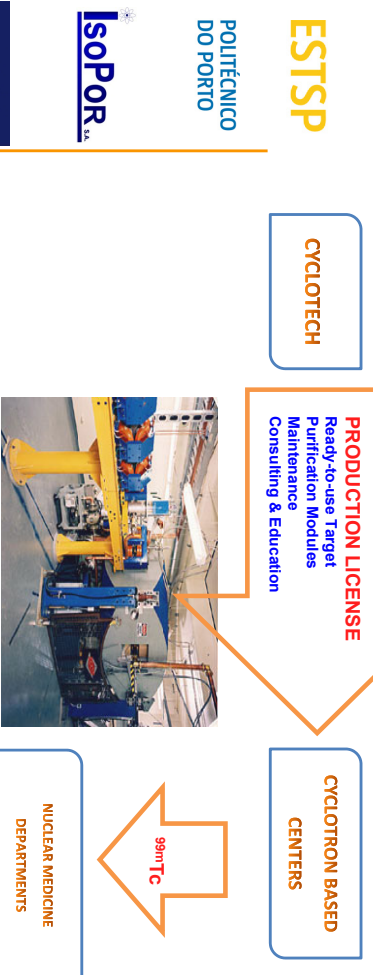 ESTSP
POLITÉCNICO
DO PORTO
IsoPoR S.A.
CYCLOTECH
PRODUCTION LICENSE
Ready-to-use Target
Purification Modules
Maintenance
Consulting & Education
CYCLOTRON BASED
CENTERS
99mTc
NUCLEAR MEDICINE
DEPARTMENTS